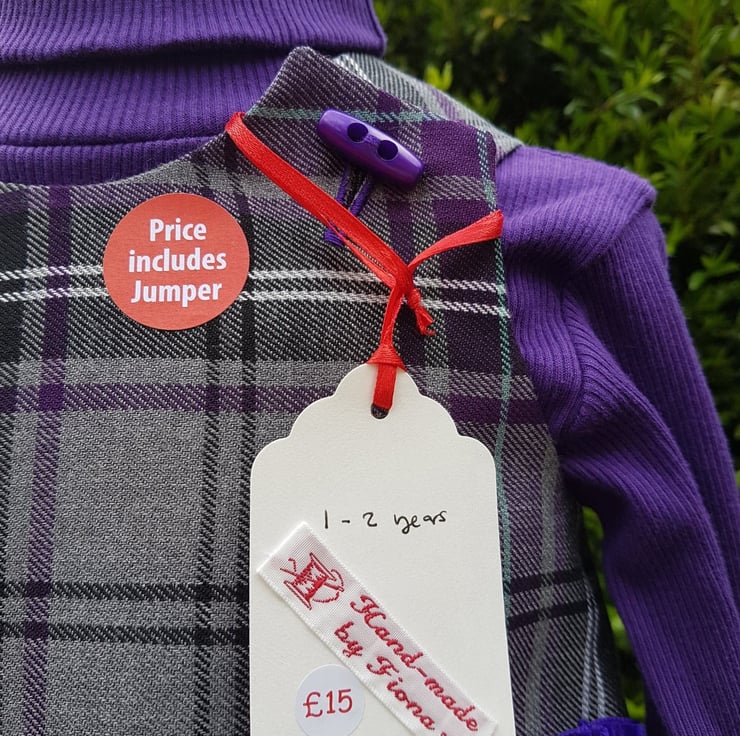 Price
includes
Jumper
1 - 2 years
Hand-made
by Fiona
£15